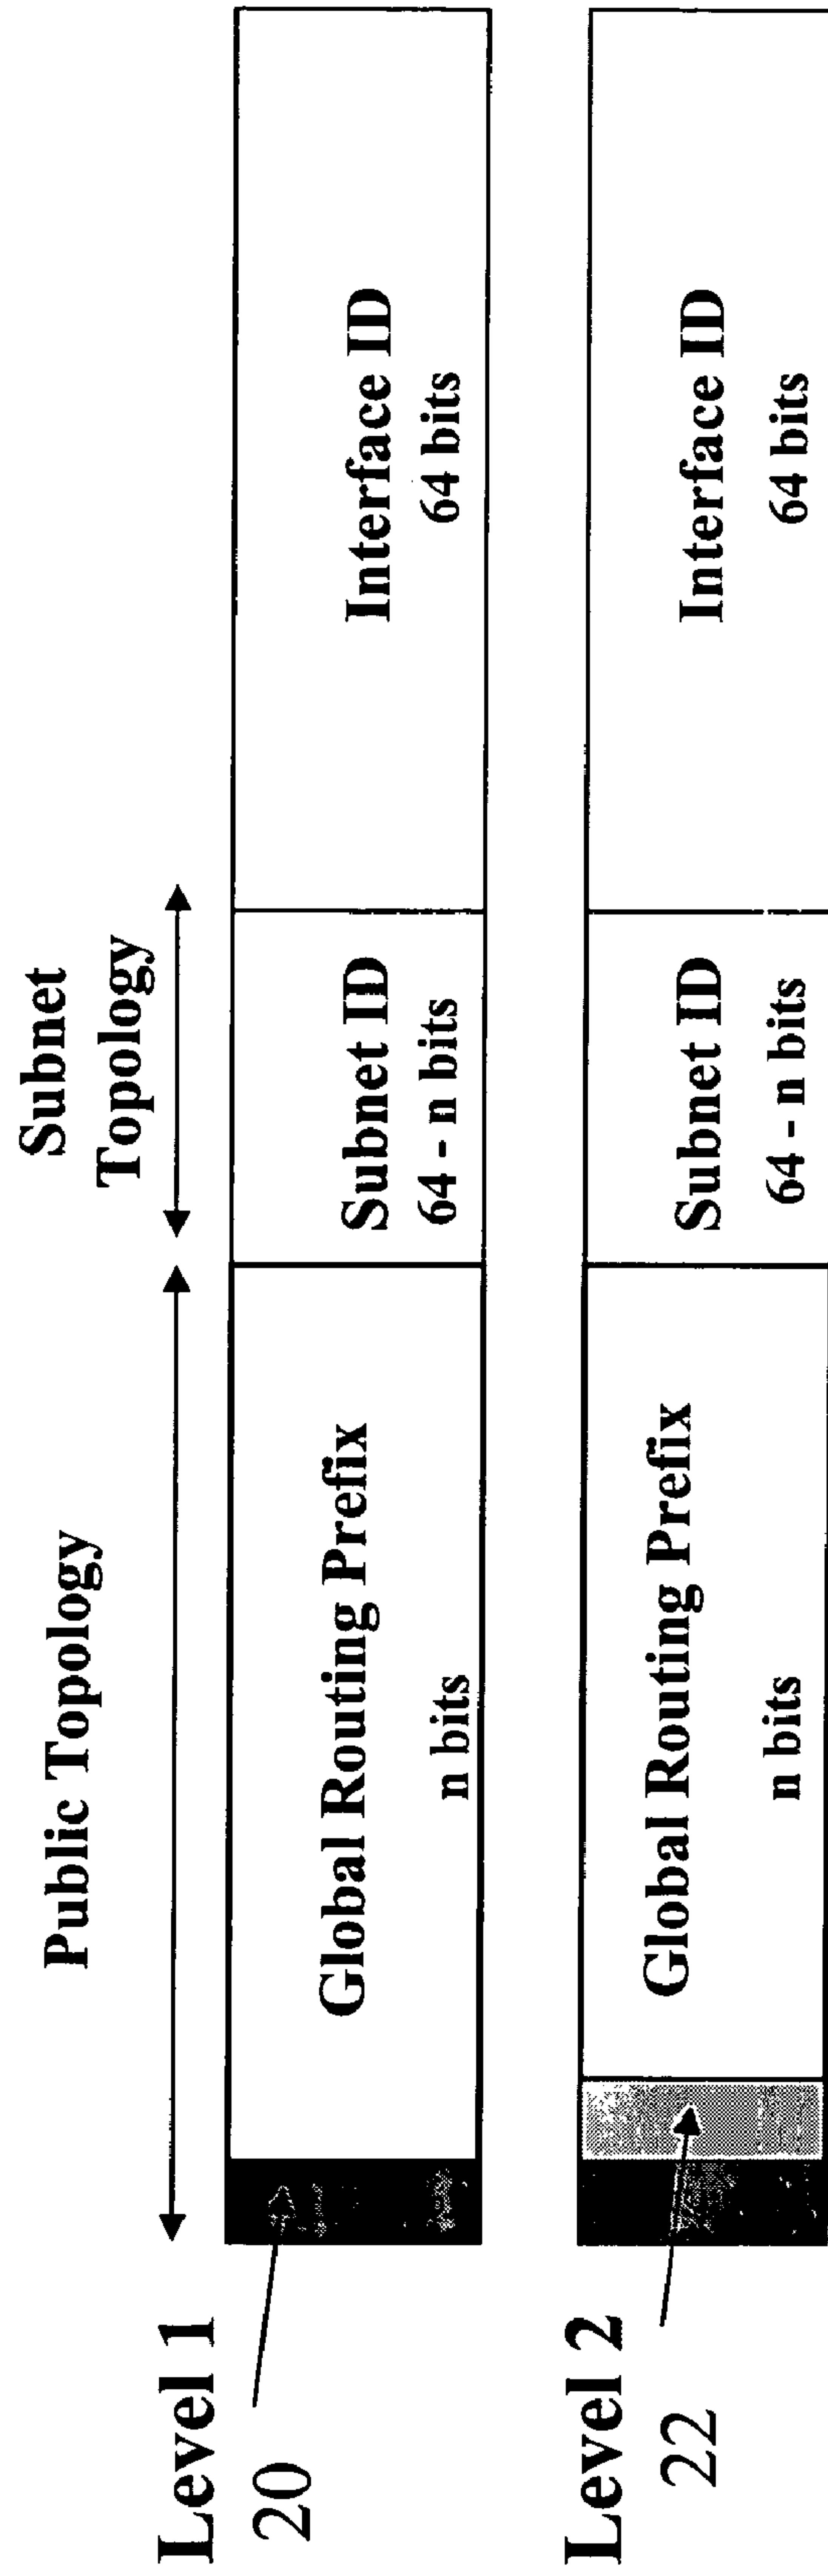 Public Topology
Subnet
Topology
Level 1
20
Global Routing Prefix
n bits
Subnet ID
64 - n bits
Interface ID
64 bits
Level 2
22
Global Routing Prefix
n bits
Subnet ID
64 - n bits
Interface ID
64 bits